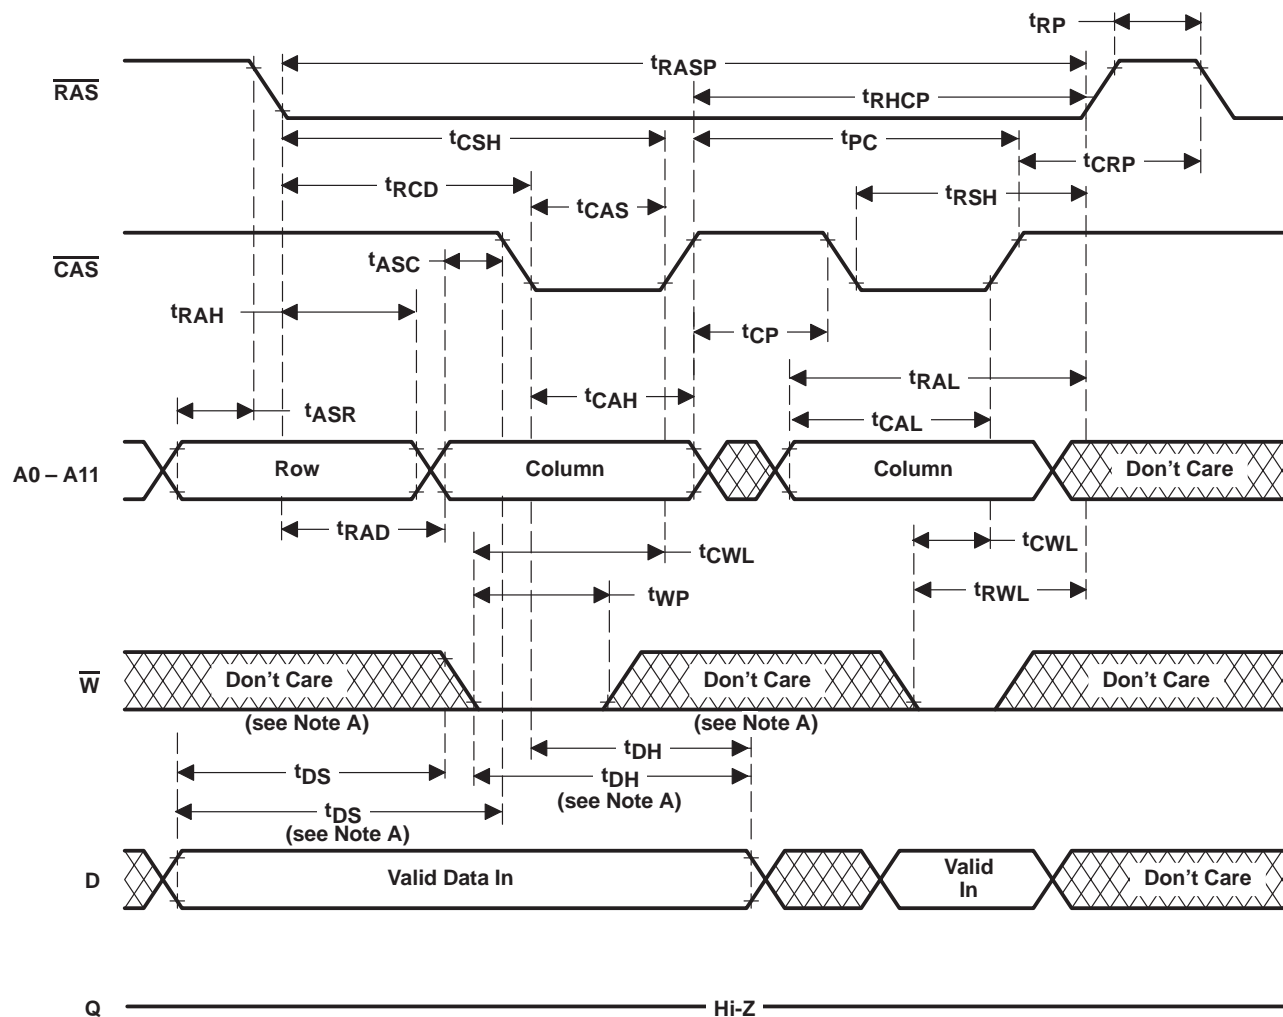 tRP
RAS
tRASP
tRHCP
tCSH
tPC
tCRP
tRCD
tRSH
tCAS
CAS
tASC
tRAH
tCP
tRAL
tCAH
tASR
tCAL
A0 – A11
Row
Column
Column
Don't Care
tRAD
tCWL
tCWL
tWP
tRWL
W
Don't Care
(see Note A)
Don't Care
(see Note A)
Don't Care
tDH
tDS
tDH
(see Note A)
tDS
(see Note A)
D
Valid Data In
Valid
In
Don't Care
Q
Hi-Z